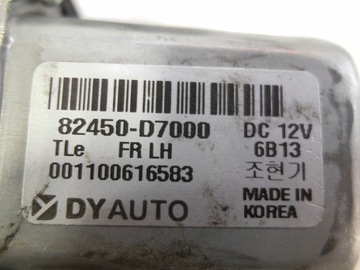 82450-D7000 DC 12V
TLe FR LH 6B13
001100616583 조현기
DYAUTO MADE IN
KOREA